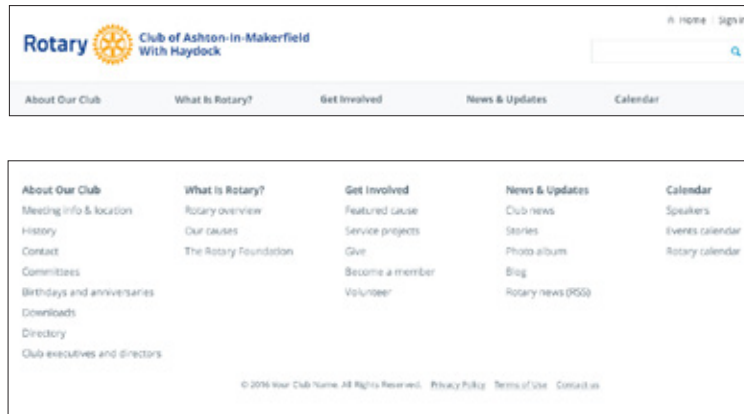 Home | Sign in
Rotary Club of Ashton-In-Makerfield
With Haydock
About Our Club What Is Rotary? Get Involved News & Updates Calendar
About Our Club What Is Rotary? Get Involved News & Updates Calendar
Meeting info & location Rotary overview Featured cause Club news Speakers
History Our causes Service projects Stories Events calendar
Contact The Rotary Foundation Give Photo album Rotary calendar
Committees Become a member Blog
Birthdays and anniversaries Volunteer Rotary news (RSS)
Downloads
Directory
Club executives and directors
© 2016 Your Club Name. All Rights Reserved. Privacy Policy Terms of Use Contact us